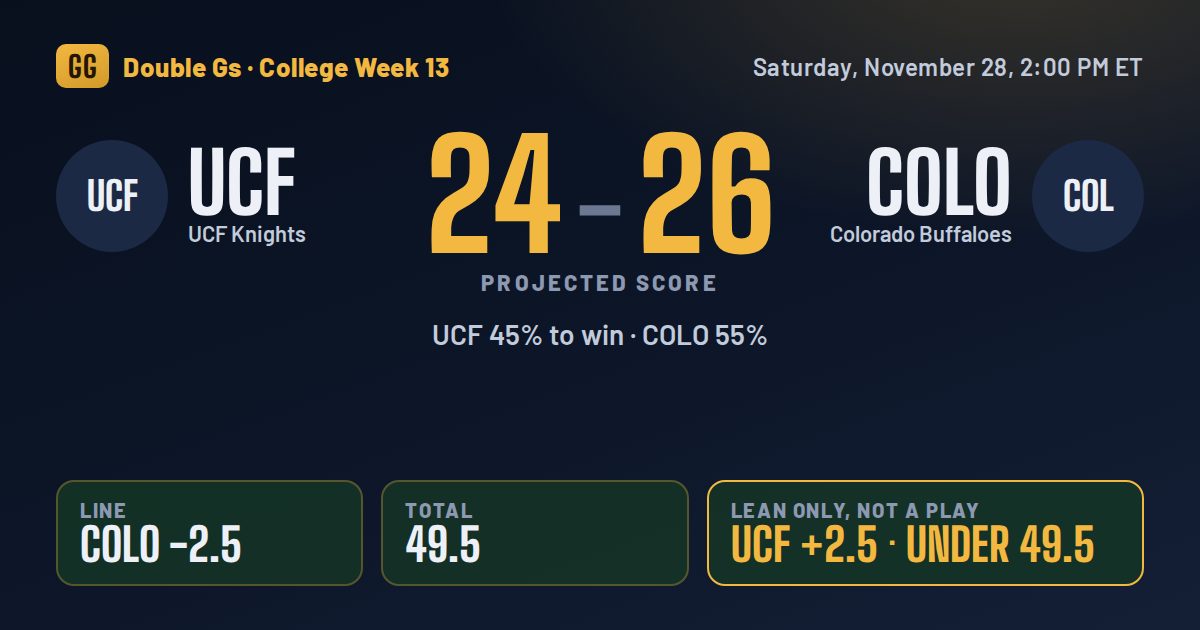 GG
Double Gs · College Week 13
Saturday, November 28, 2:00 PM ET
UCF
UCF
UCF Knights
24 – 26
PROJECTED SCORE
UCF 45% to win · COLO 55%
COLO
Colorado Buffaloes
COL
LINE
COLO −2.5
TOTAL
49.5
LEAN ONLY, NOT A PLAY
UCF +2.5 · UNDER 49.5